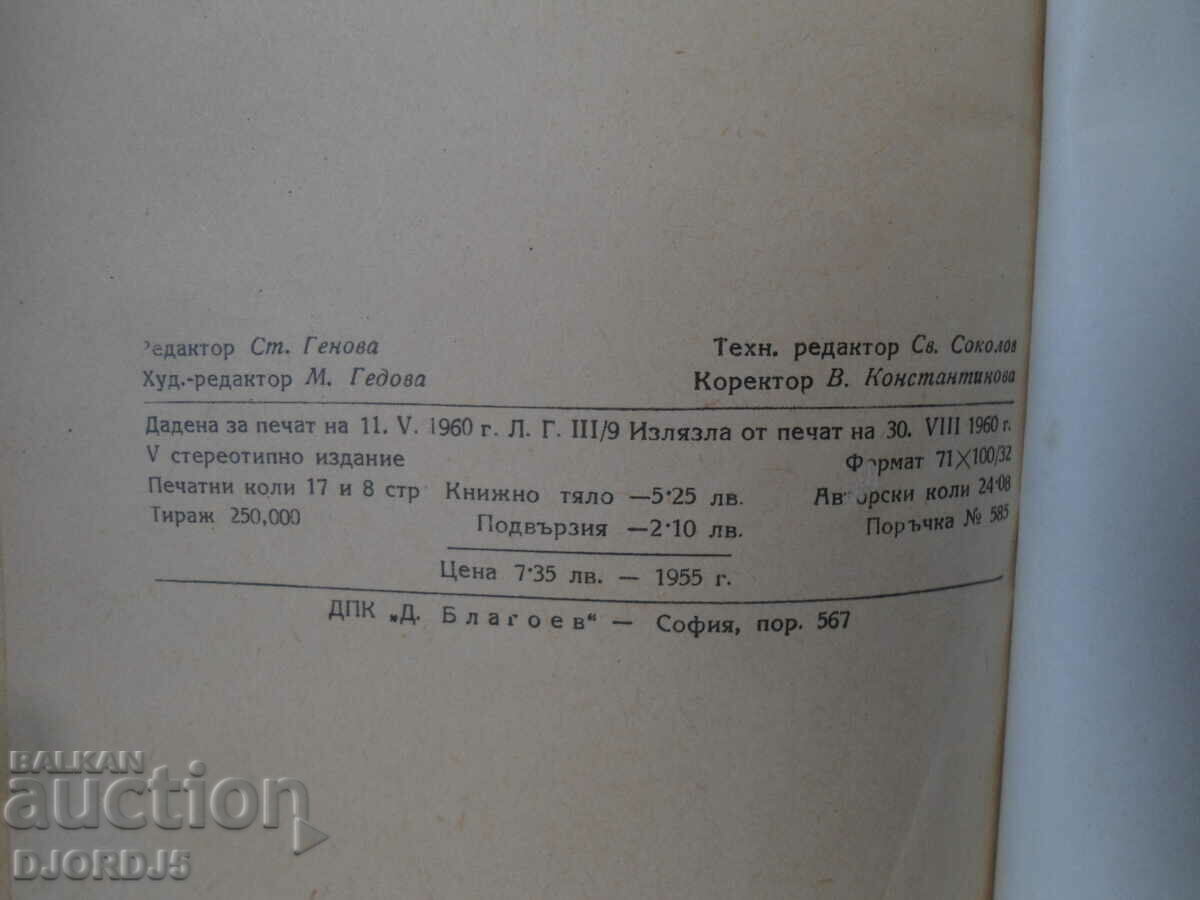 Редактор Ст. Генова Техн. редактор Св. Соколов
Худ.-редактор М. Гедова Коректор В. Константинова
Дадена за печат на 11. V. 1960 г. Л. Г. III/9 Излязла от печат на 30. VIII 1960 г.
V стереотипно издание Формат 71×100/32
Печатни коли 17 и 8 стр Книжно тяло —5·25 лв. Авторски коли 24·08
Тираж 250,000 Подвързия —2·10 лв. Поръчка № 585
Цена 7·35 лв. — 1955 г.
ДПК „Д. Благоев“ — София, пор. 567
BALKAN
auction
DJORDJ5